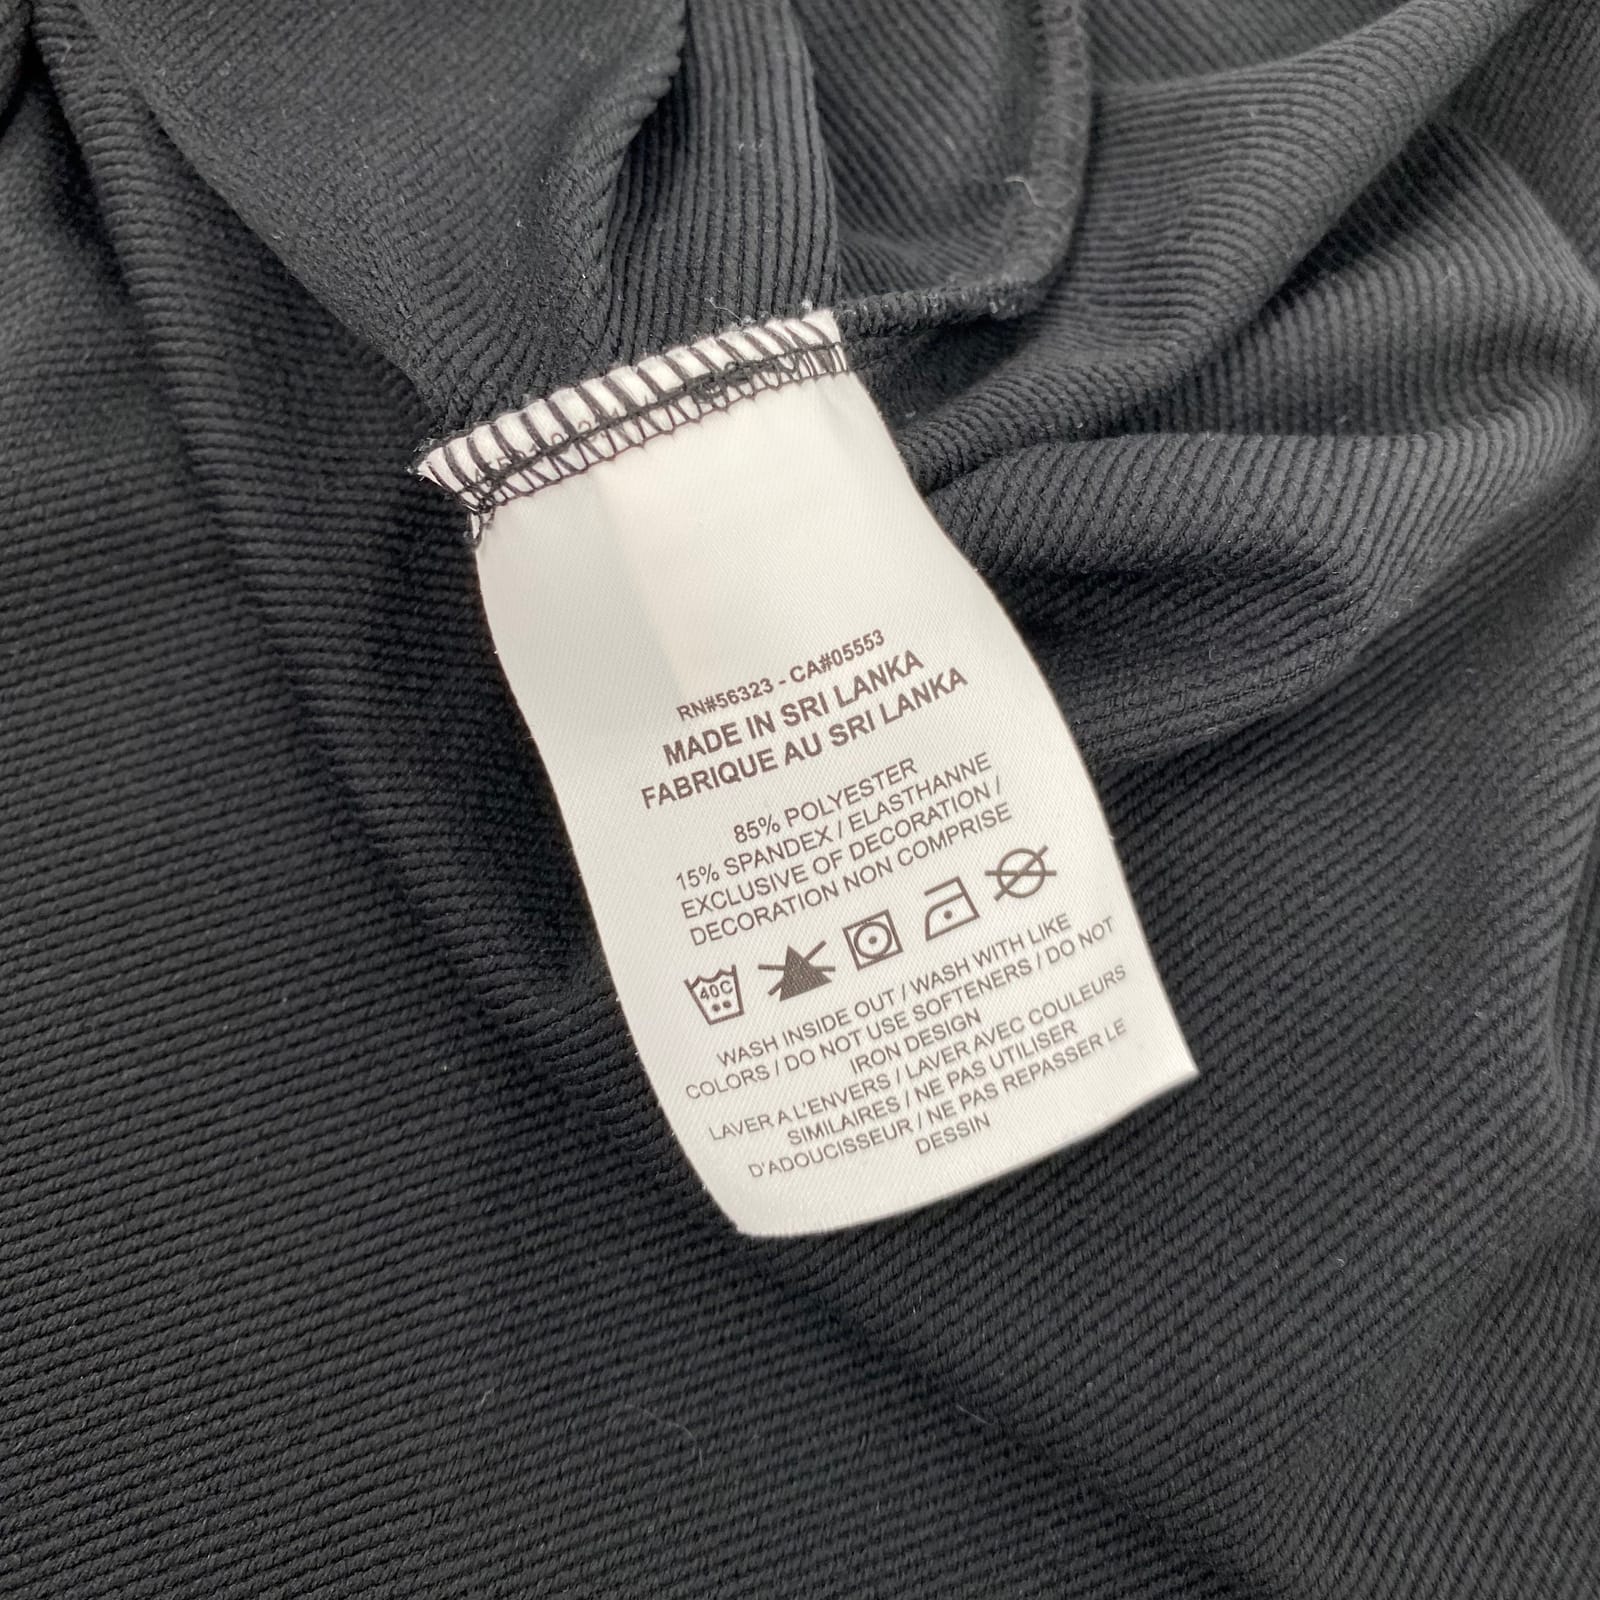 RN#56323 - CA#05553
MADE IN SRI LANKA
FABRIQUE AU SRI LANKA
85% POLYESTER
15% SPANDEX / ELASTHANNE
EXCLUSIVE OF DECORATION /
DECORATION NON COMPRISE
40C
WASH INSIDE OUT / WASH WITH LIKE
COLORS / DO NOT USE SOFTENERS / DO NOT
IRON DESIGN
LAVER A L'ENVERS / LAVER AVEC COULEURS
SIMILAIRES / NE PAS UTILISER
D'ADOUCISSEUR / NE PAS REPASSER LE
DESSIN